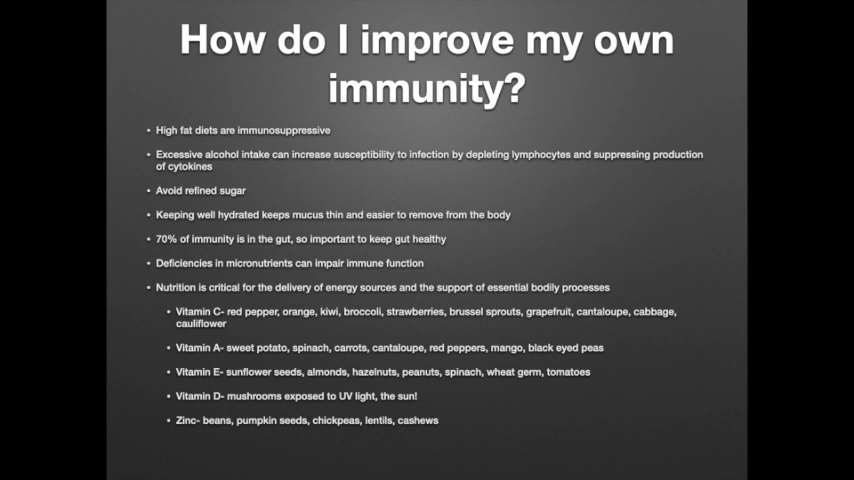 How do I improve my own
immunity?
• High fat diets are immunosuppressive
• Excessive alcohol intake can increase susceptibility to infection by depleting lymphocytes and suppressing production
of cytokines
• Avoid refined sugar
• Keeping well hydrated keeps mucus thin and easier to remove from the body
• 70% of immunity is in the gut, so important to keep gut healthy
• Deficiencies in micronutrients can impair immune function
• Nutrition is critical for the delivery of energy sources and the support of essential bodily processes
• Vitamin C- red pepper, orange, kiwi, broccoli, strawberries, brussel sprouts, grapefruit, cantaloupe, cabbage,
cauliflower
• Vitamin A- sweet potato, spinach, carrots, cantaloupe, red peppers, mango, black eyed peas
• Vitamin E- sunflower seeds, almonds, hazelnuts, peanuts, spinach, wheat germ, tomatoes
• Vitamin D- mushrooms exposed to UV light, the sun!
• Zinc- beans, pumpkin seeds, chickpeas, lentils, cashews